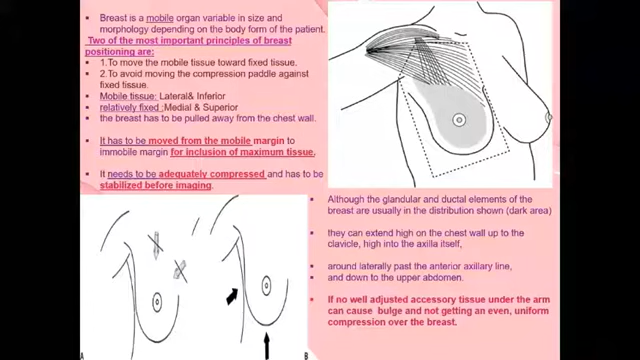 Breast is a mobile organ variable in size and
morphology depending on the body form of the patient.
Two of the most important principles of breast
positioning are:
1.To move the mobile tissue toward fixed tissue.
2.To avoid moving the compression paddle against
fixed tissue.
Mobile tissue: Lateral& Inferior
relatively fixed ;Medial & Superior
the breast has to be pulled away from the chest wall.
It has to be moved from the mobile margin to
immobile margin for inclusion of maximum tissue.
It needs to be adequately compressed and has to be
stabilized before imaging.
A
B
Although the glandular and ductal elements of the
breast are usually in the distribution shown (dark area)
they can extend high on the chest wall up to the
clavicle, high into the axilla itself,
around laterally past the anterior axillary line,
and down to the upper abdomen.
If no well adjusted accessory tissue under the arm
can cause bulge and not getting an even, uniform
compression over the breast.